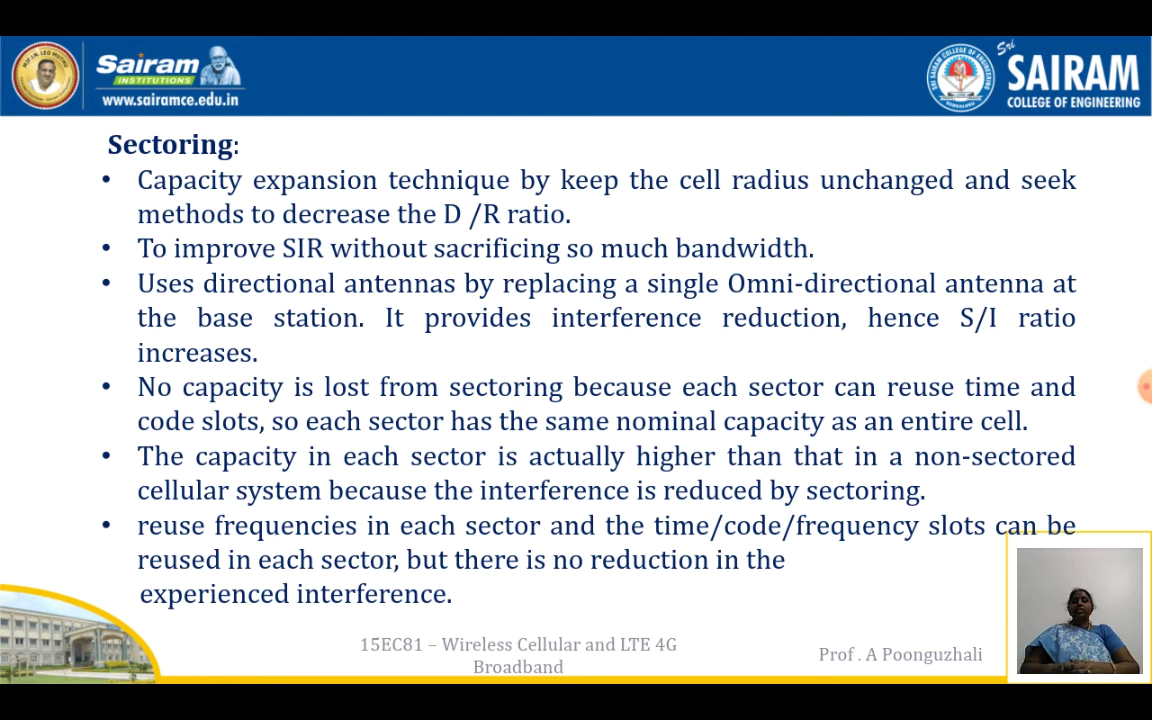 Sairam
INSTITUTIONS
www.sairamce.edu.in
Sri
SAIRAM
COLLEGE OF ENGINEERING
Sectoring:
• Capacity expansion technique by keep the cell radius unchanged and seek
methods to decrease the D /R ratio.
• To improve SIR without sacrificing so much bandwidth.
• Uses directional antennas by replacing a single Omni-directional antenna at
the base station. It provides interference reduction, hence S/I ratio
increases.
• No capacity is lost from sectoring because each sector can reuse time and
code slots, so each sector has the same nominal capacity as an entire cell.
• The capacity in each sector is actually higher than that in a non-sectored
cellular system because the interference is reduced by sectoring.
• reuse frequencies in each sector and the time/code/frequency slots can be
reused in each sector, but there is no reduction in the
experienced interference.
15EC81 – Wireless Cellular and LTE 4G
Broadband
Prof . A Poonguzhali